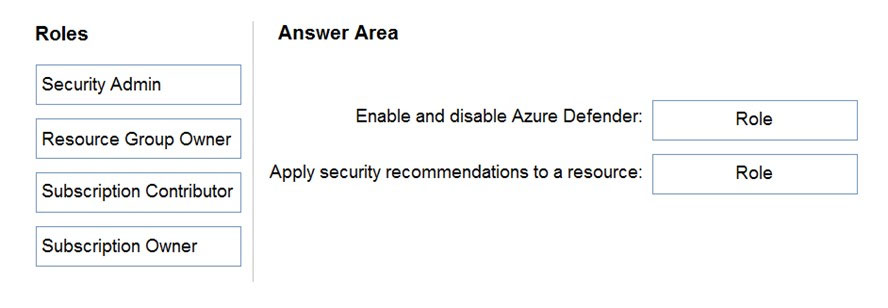 Roles
Answer Area
Security Admin
Resource Group Owner
Subscription Contributor
Subscription Owner
Enable and disable Azure Defender:
Role
Apply security recommendations to a resource:
Role